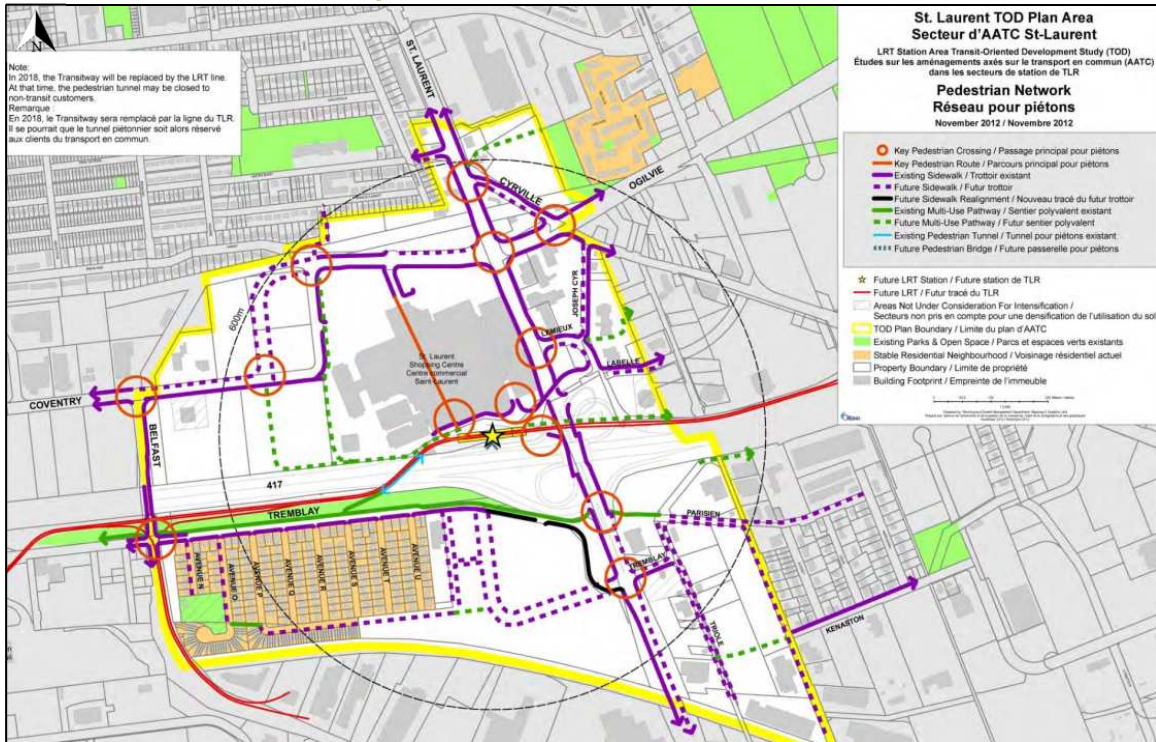 N
Note:
In 2018, the Transitway will be replaced by the LRT line.
At that time, the pedestrian tunnel may be closed to
non-transit customers.
Remarque :
En 2018, le Transitway sera remplacé par la ligne du TLR.
Il se pourrait que le tunnel piétonnier soit alors réservé
aux clients du transport en commun.
St. Laurent TOD Plan Area
Secteur d'AATC St-Laurent
LRT Station Area Transit-Oriented Development Study (TOD)
Études sur les aménagements axés sur le transport en commun (AATC)
dans les secteurs de station de TLR
Pedestrian Network
Réseau pour piétons
November 2012 / Novembre 2012
Key Pedestrian Crossing / Passage principal pour piétons
Key Pedestrian Route / Parcours principal pour piétons
Existing Sidewalk / Trottoir existant
Future Sidewalk / Futur trottoir
Future Sidewalk Realignment / Nouveau tracé du futur trottoir
Existing Multi-Use Pathway / Sentier polyvalent existant
Future Multi-Use Pathway / Futur sentier polyvalent
Existing Pedestrian Tunnel / Tunnel pour piétons existant
Future Pedestrian Bridge / Future passerelle pour piétons
Future LRT Station / Future station de TLR
Future LRT / Futur tracé du TLR
Areas Not Under Consideration For Intensification /
Secteurs non pris en compte pour une densification de l'utilisation du sol
TOD Plan Boundary / Limite du plan d'AATC
Existing Parks & Open Space / Parcs et espaces verts existants
Stable Residential Neighbourhood / Voisinage résidentiel actuel
Property Boundary / Limite de propriété
Building Footprint / Empreinte de l'immeuble
ST. LAURENT
CYRVILLE
OGILVIE
600m
JOSEPH CYR
LEMIEUX
LABELLE
St. Laurent
Shopping Centre
Centre commercial
Saint-Laurent
COVENTRY
BELFAST
417
TREMBLAY
PARISIEN
AVENUE N
AVENUE O
AVENUE P
AVENUE Q
AVENUE R
AVENUE S
AVENUE T
AVENUE U
TREMBLAY
TRIOLE
KENASTON